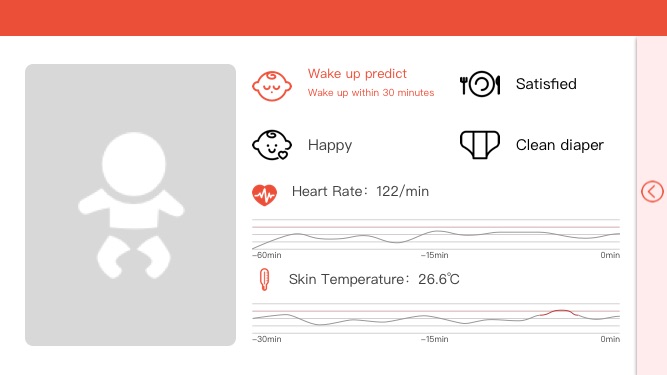 Wake up predict
Wake up within 30 minutes
Satisfied
Happy
Clean diaper
Heart Rate: 122/min
-60min
-15min
0min
Skin Temperature: 26.6℃
-30min
-15min
0min